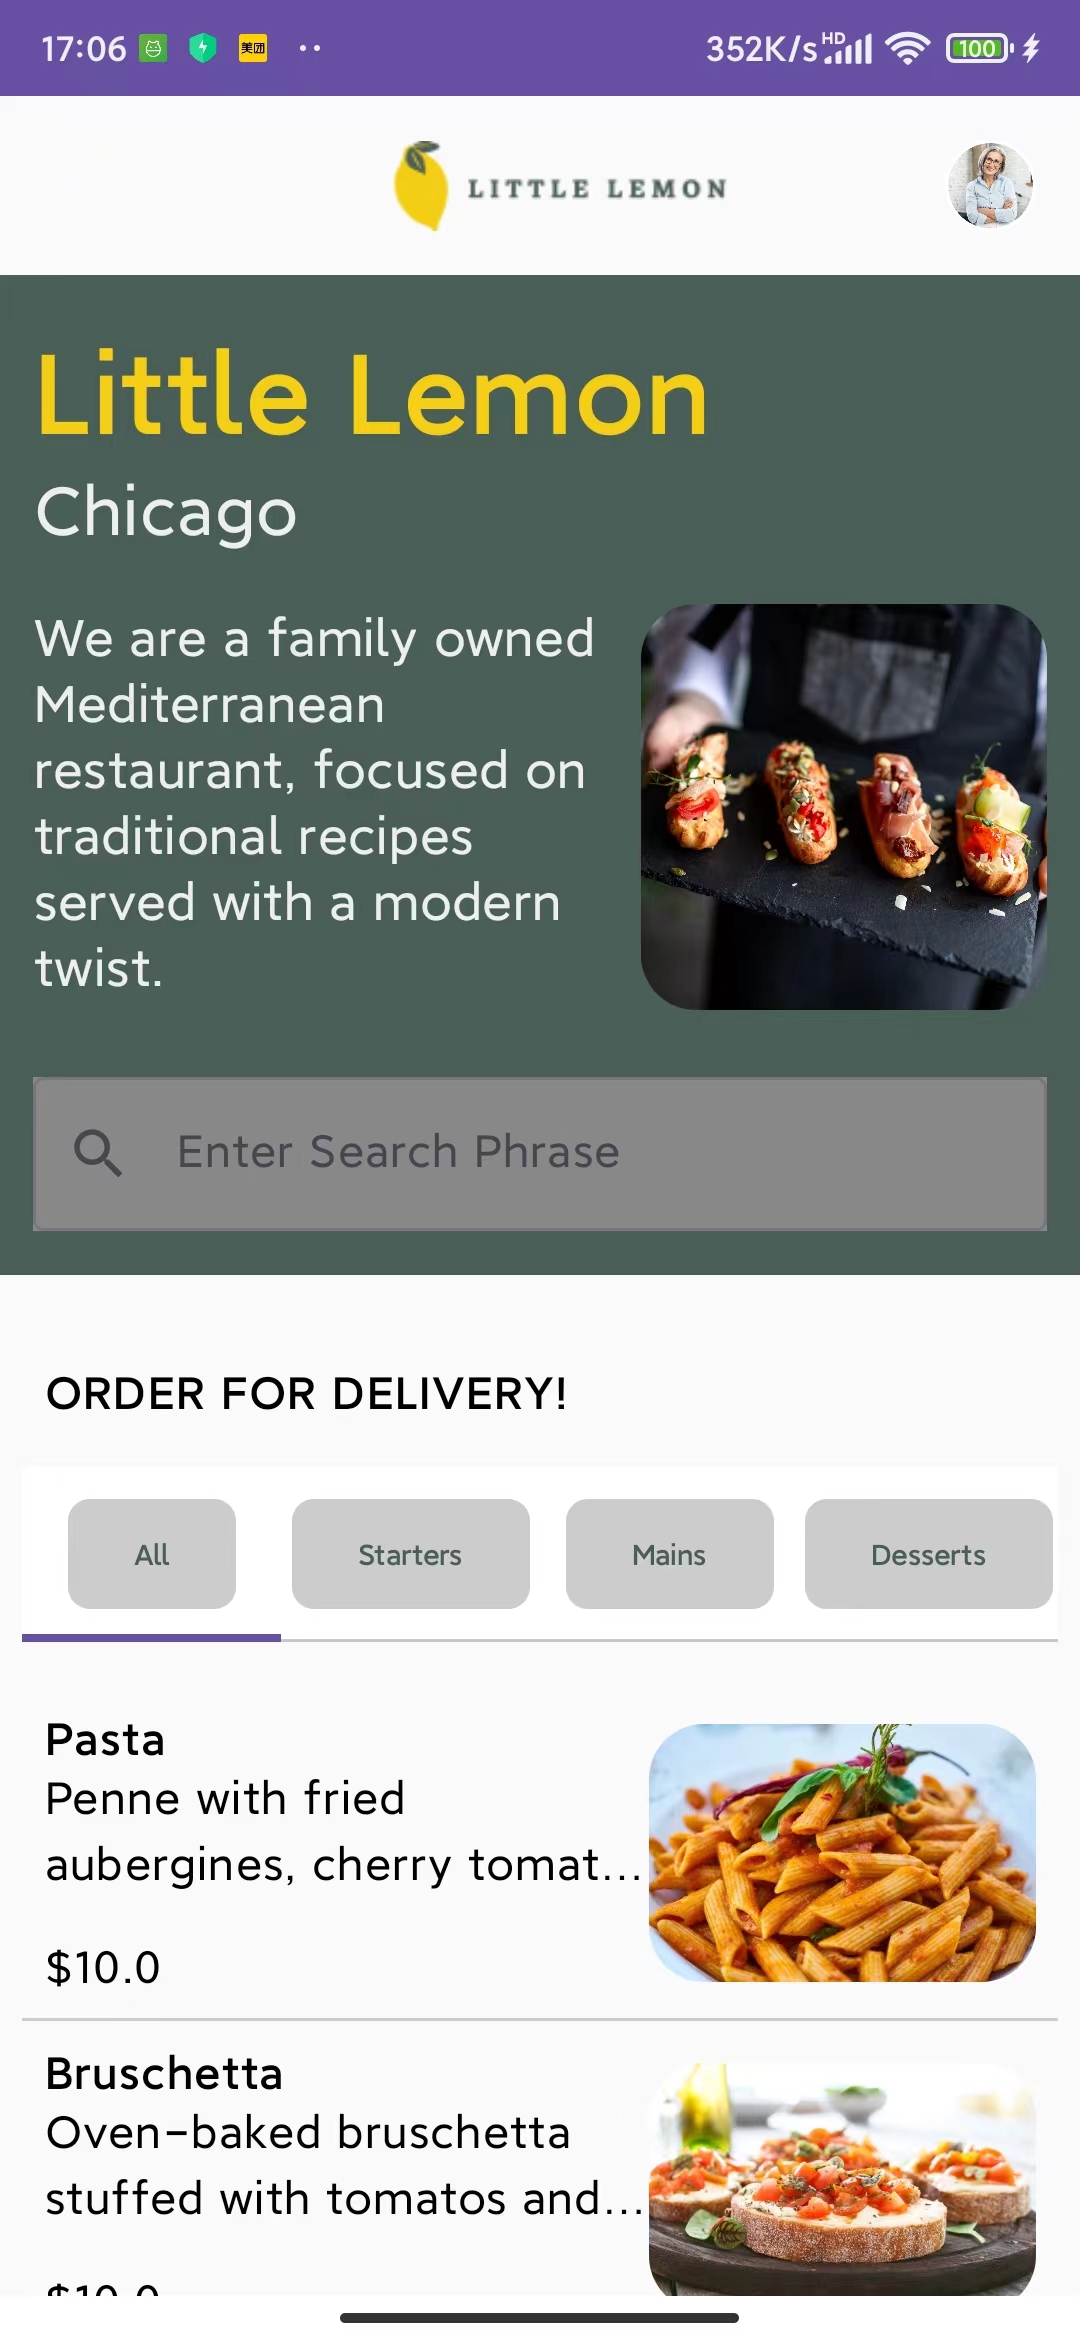 17:06 美团 352K/s HD 100
LITTLE LEMON
Little Lemon
Chicago
We are a family owned
Mediterranean
restaurant, focused on
traditional recipes
served with a modern
twist.
Enter Search Phrase
ORDER FOR DELIVERY!
All Starters Mains Desserts
Pasta
Penne with fried
aubergines, cherry tomat...
$10.0
Bruschetta
Oven-baked bruschetta
stuffed with tomatos and...
$10.0